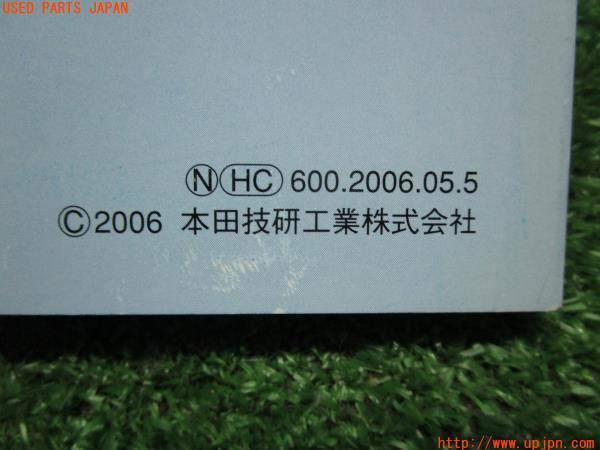 USED PARTS JAPAN
Ⓝ HC 600.2006.05.5
©2006 本田技研工業株式会社
http://www.upjpn.com